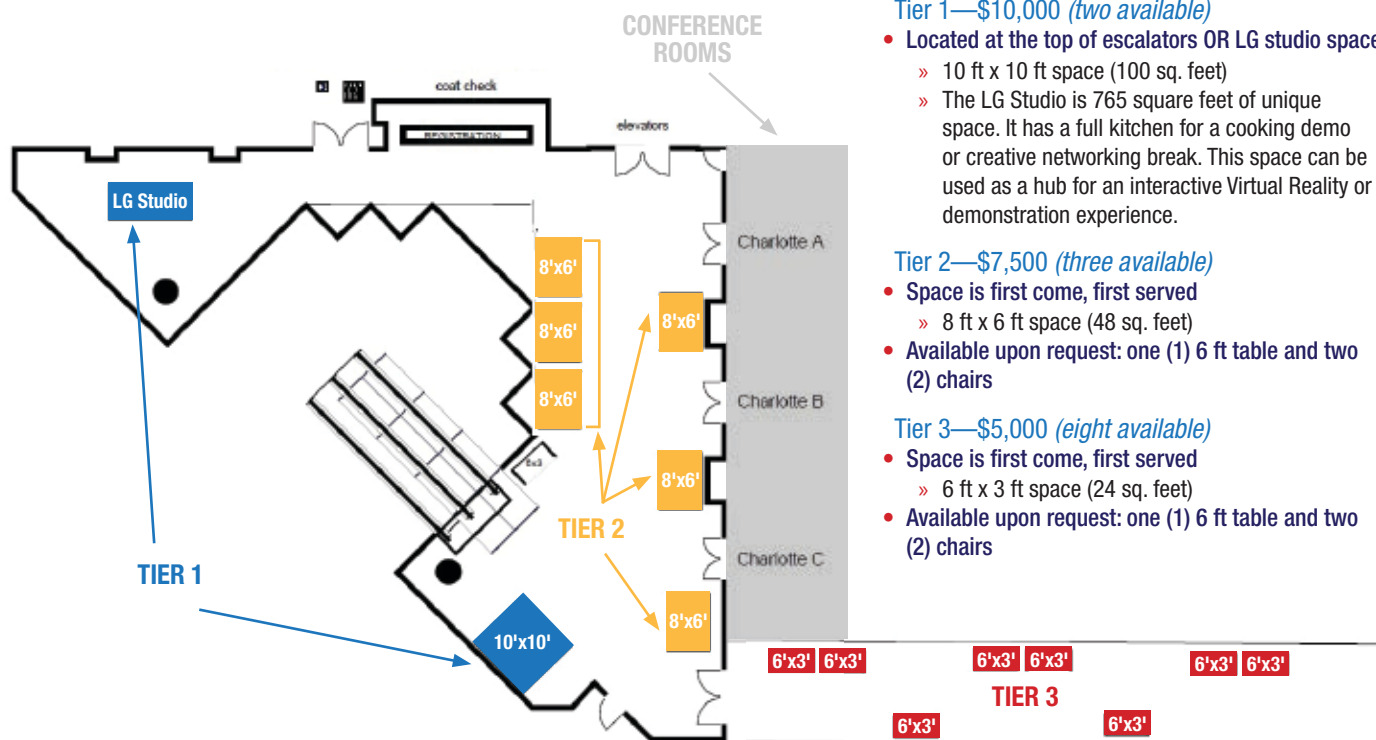 CONFERENCE
ROOMS
coat check
REGISTRATION
elevators
LG Studio
8'x6'
8'x6'
8'x6'
8'x6'
8'x6'
8'x6'
Charlotte A
Charlotte B
Charlotte C
8x3
TIER 2
TIER 1
10'x10'
6'x3' 6'x3'
6'x3' 6'x3'
6'x3' 6'x3'
TIER 3
6'x3'
6'x3'
Tier 1—$10,000 (two available)
• Located at the top of escalators OR LG studio space
» 10 ft x 10 ft space (100 sq. feet)
» The LG Studio is 765 square feet of unique
space. It has a full kitchen for a cooking demo
or creative networking break. This space can be
used as a hub for an interactive Virtual Reality or
demonstration experience.
Tier 2—$7,500 (three available)
• Space is first come, first served
» 8 ft x 6 ft space (48 sq. feet)
• Available upon request: one (1) 6 ft table and two
(2) chairs
Tier 3—$5,000 (eight available)
• Space is first come, first served
» 6 ft x 3 ft space (24 sq. feet)
• Available upon request: one (1) 6 ft table and two
(2) chairs